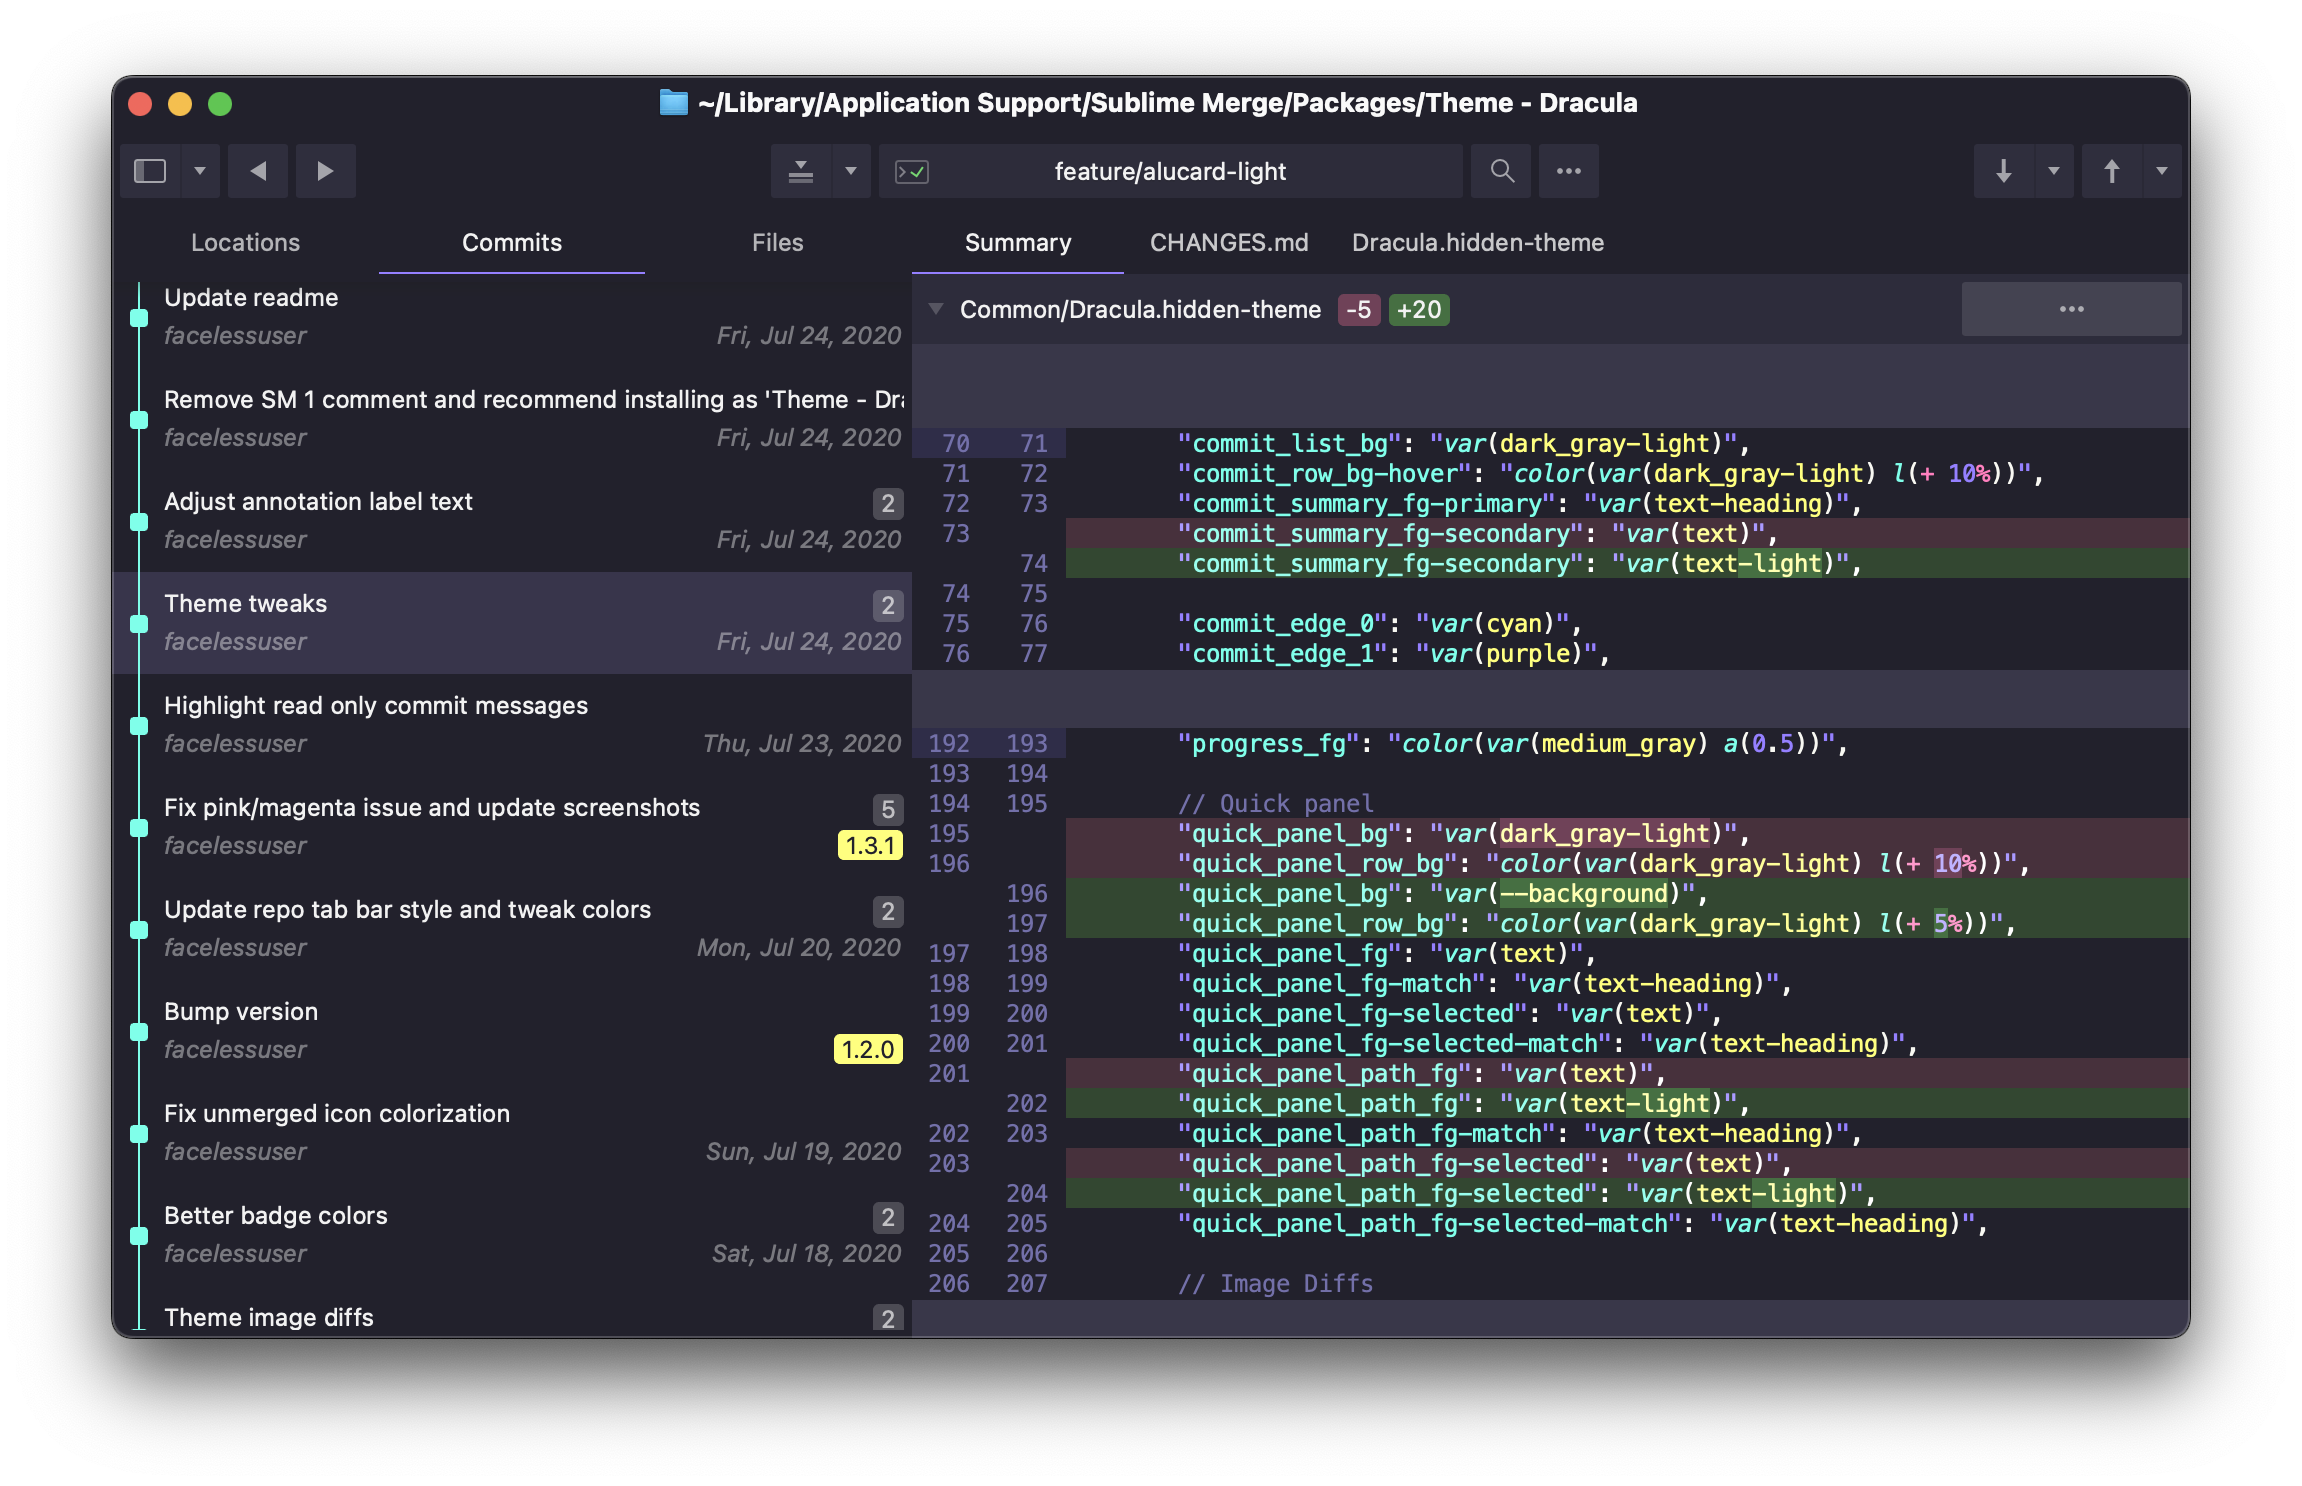 ~/Library/Application Support/Sublime Merge/Packages/Theme - Dracula
feature/alucard-light
Locations Commits Files
Summary CHANGES.md Dracula.hidden-theme
Update readme
facelessuser Fri, Jul 24, 2020
Remove SM 1 comment and recommend installing as 'Theme - Dra
facelessuser Fri, Jul 24, 2020
Adjust annotation label text 2
facelessuser Fri, Jul 24, 2020
Theme tweaks 2
facelessuser Fri, Jul 24, 2020
Highlight read only commit messages
facelessuser Thu, Jul 23, 2020
Fix pink/magenta issue and update screenshots 5
facelessuser 1.3.1
Update repo tab bar style and tweak colors 2
facelessuser Mon, Jul 20, 2020
Bump version
facelessuser 1.2.0
Fix unmerged icon colorization
facelessuser Sun, Jul 19, 2020
Better badge colors 2
facelessuser Sat, Jul 18, 2020
Theme image diffs 2
Common/Dracula.hidden-theme -5 +20
70 71 "commit_list_bg": "var(dark_gray-light)",
71 72 "commit_row_bg-hover": "color(var(dark_gray-light) l(+ 10%))",
72 73 "commit_summary_fg-primary": "var(text-heading)",
73 "commit_summary_fg-secondary": "var(text)",
74 "commit_summary_fg-secondary": "var(text-light)",
74 75
75 76 "commit_edge_0": "var(cyan)",
76 77 "commit_edge_1": "var(purple)",
192 193 "progress_fg": "color(var(medium_gray) a(0.5))",
193 194
194 195 // Quick panel
195 "quick_panel_bg": "var(dark_gray-light)",
196 "quick_panel_row_bg": "color(var(dark_gray-light) l(+ 10%))",
196 "quick_panel_bg": "var(--background)",
197 "quick_panel_row_bg": "color(var(dark_gray-light) l(+ 5%))",
197 198 "quick_panel_fg": "var(text)",
198 199 "quick_panel_fg-match": "var(text-heading)",
199 200 "quick_panel_fg-selected": "var(text)",
200 201 "quick_panel_fg-selected-match": "var(text-heading)",
201 "quick_panel_path_fg": "var(text)",
202 "quick_panel_path_fg": "var(text-light)",
202 203 "quick_panel_path_fg-match": "var(text-heading)",
203 "quick_panel_path_fg-selected": "var(text)",
204 "quick_panel_path_fg-selected": "var(text-light)",
204 205 "quick_panel_path_fg-selected-match": "var(text-heading)",
205 206
206 207 // Image Diffs